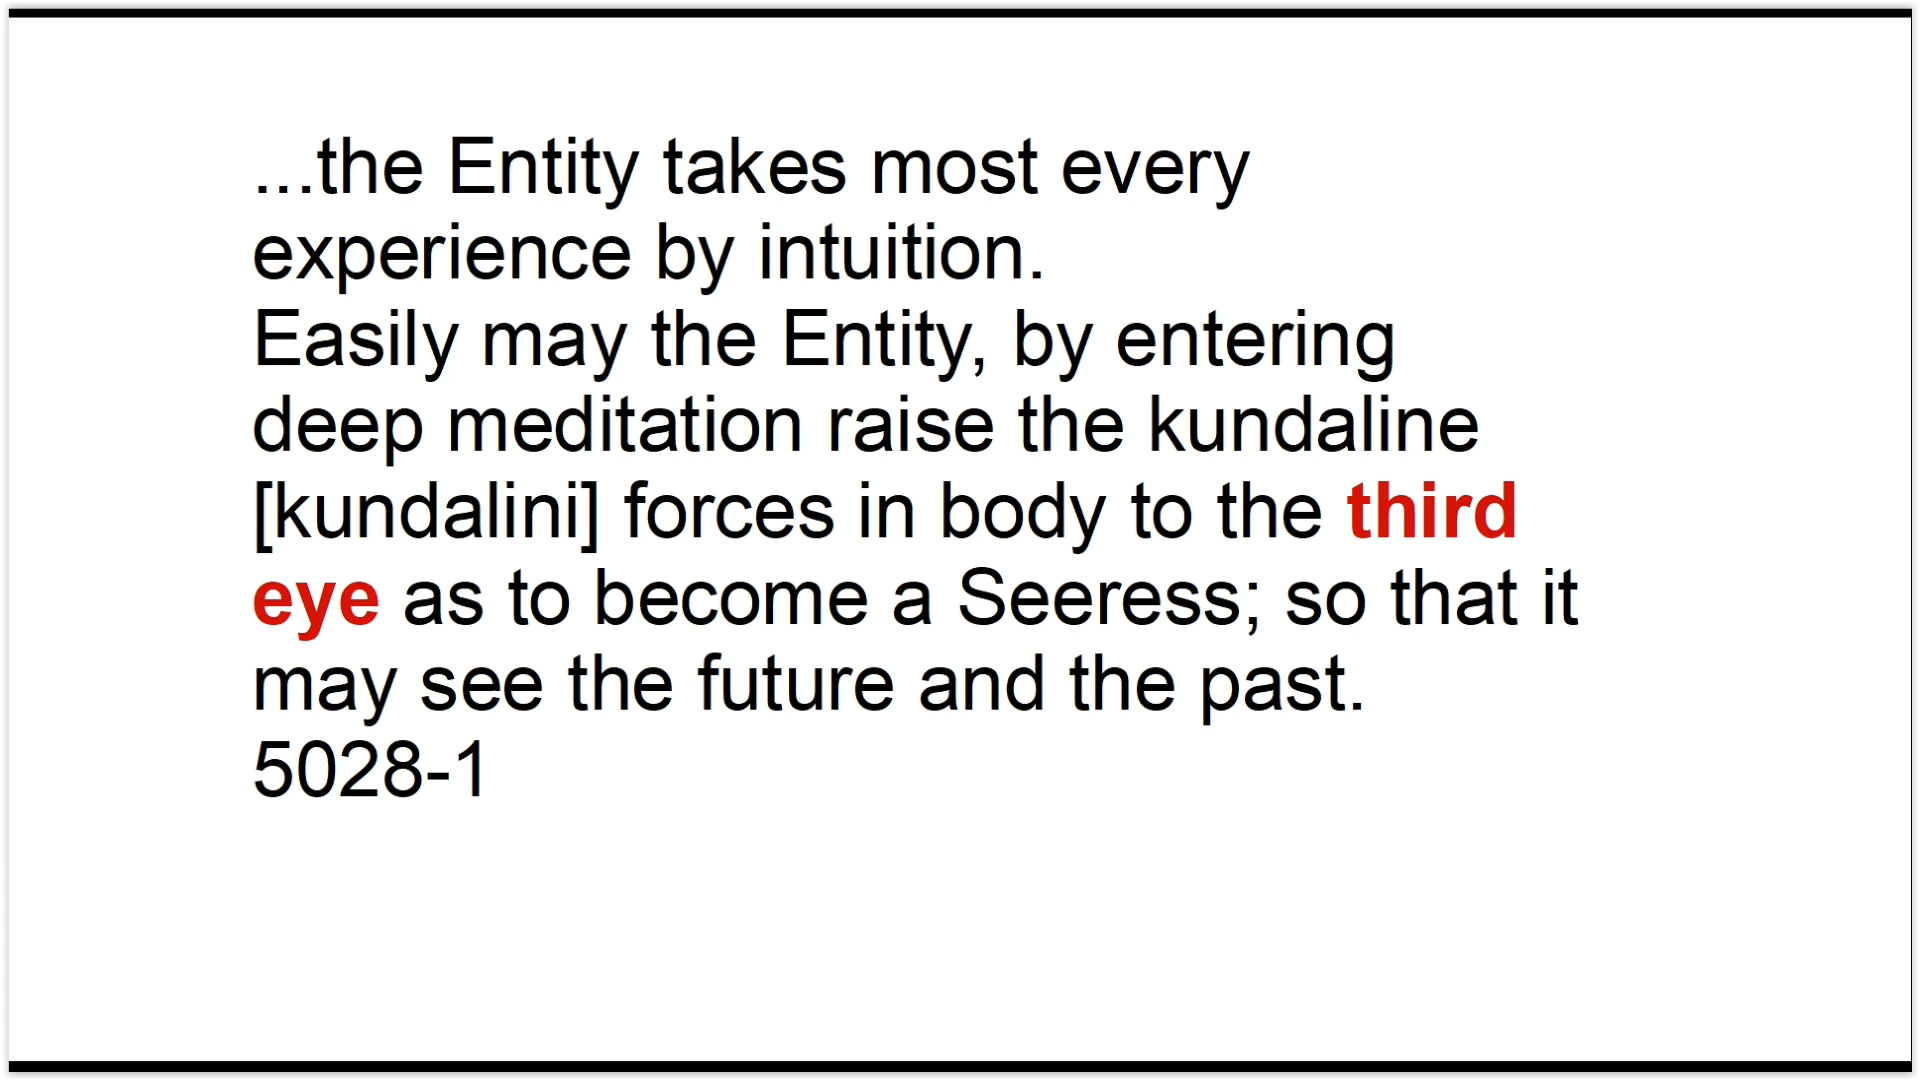 ...the Entity takes most every
experience by intuition.
Easily may the Entity, by entering
deep meditation raise the kundaline
[kundalini] forces in body to the third
eye as to become a Seeress; so that it
may see the future and the past.
5028-1